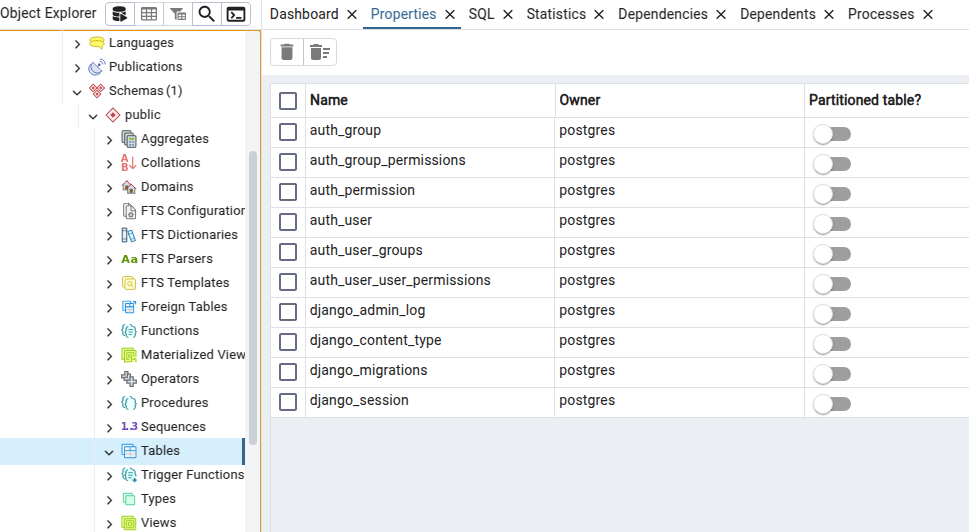 Object Explorer
Dashboard Properties SQL Statistics Dependencies Dependents Processes
Languages
Publications
Schemas (1)
public
Aggregates
Collations
Domains
FTS Configuration
FTS Dictionaries
FTS Parsers
FTS Templates
Foreign Tables
Functions
Materialized View
Operators
Procedures
1.3 Sequences
Tables
Trigger Functions
Types
Views
Name Owner Partitioned table?
auth_group postgres
auth_group_permissions postgres
auth_permission postgres
auth_user postgres
auth_user_groups postgres
auth_user_user_permissions postgres
django_admin_log postgres
django_content_type postgres
django_migrations postgres
django_session postgres